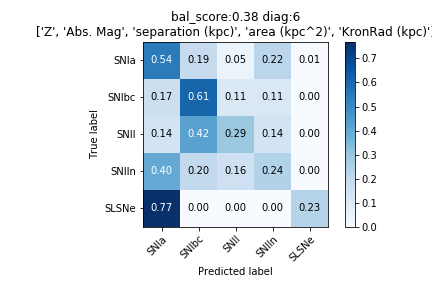 bal_score:0.38 diag:6
['Z', 'Abs. Mag', 'separation (kpc)', 'area (kpc^2)', 'KronRad (kpc)']
SNIa 0.54 0.19 0.05 0.22 0.01
SNIbc 0.17 0.61 0.11 0.11 0.00
SNII 0.14 0.42 0.29 0.14 0.00
SNIIn 0.40 0.20 0.16 0.24 0.00
SLSNe 0.77 0.00 0.00 0.00 0.23
True label
SNIa SNIbc SNII SNIIn SLSNe
Predicted label
0.7
0.6
0.5
0.4
0.3
0.2
0.1
0.0